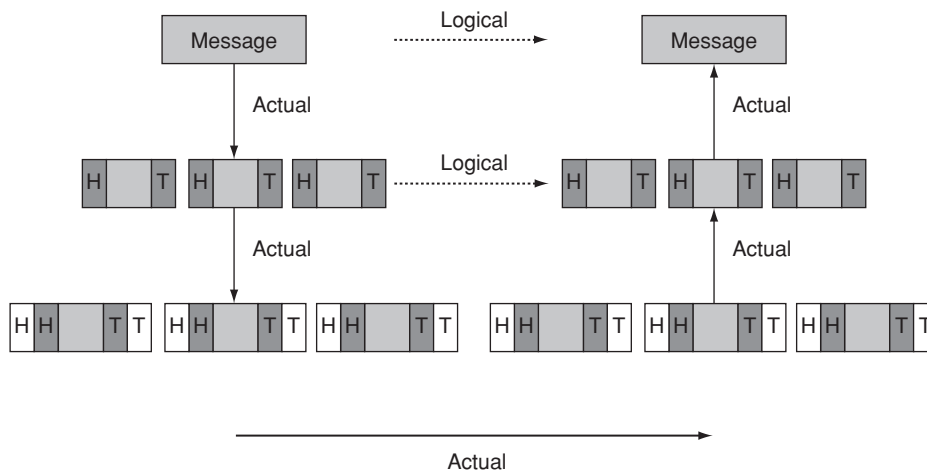 Logical
Message Message
Actual Actual
Logical
H T H T H T H T H T H T
Actual Actual
H H T T H H T T H H T T H H T T H H T T H H T T
Actual